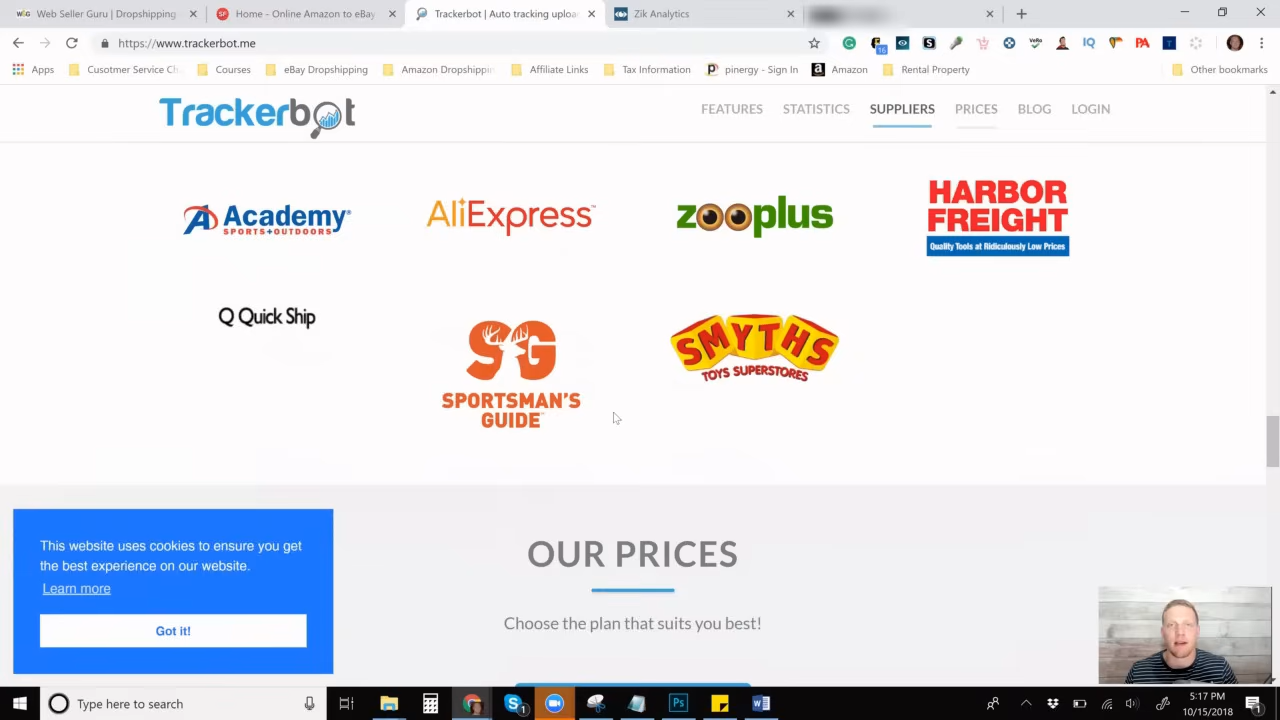 Web Seller Guru | Dropshipping
Home - Online Amazon to eBay
Trackerbot | Auto tracking uploa
Zik Analytics
https://www.trackerbot.me
Apps
Cusotmer Service Ch
Courses
eBay Dropshipping
Amazon Dropshippin
Affiliate Links
Tax Information
pinergy - Sign In
Amazon
Rental Property
Other bookmarks
Trackerbot
FEATURES
STATISTICS
SUPPLIERS
PRICES
BLOG
LOGIN
Academy
SPORTS+OUTDOORS
AliExpress™
zooplus
HARBOR
FREIGHT
Quality Tools at Ridiculously Low Prices
Q Quick Ship
SG
SPORTSMAN'S
GUIDE
SMYTHS
TOYS SUPERSTORES
OUR PRICES
Choose the plan that suits you best!
This website uses cookies to ensure you get
the best experience on our website.
Learn more
Got it!
Type here to search
5:17 PM
10/15/2018